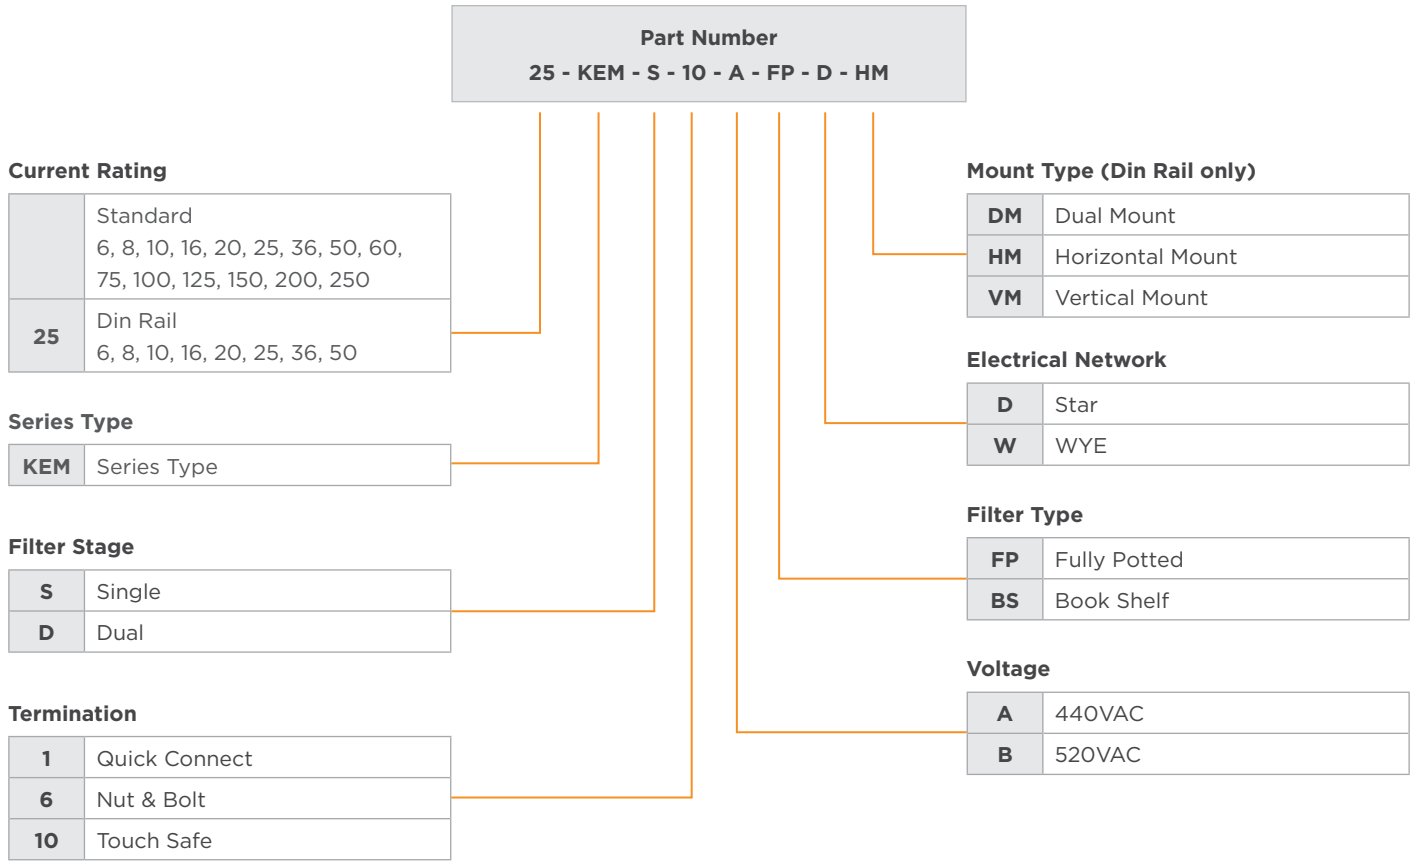 Part Number
25 - KEM - S - 10 - A - FP - D - HM
Current Rating
Standard
6, 8, 10, 16, 20, 25, 36, 50, 60,
75, 100, 125, 150, 200, 250
25
Din Rail
6, 8, 10, 16, 20, 25, 36, 50
Series Type
KEM Series Type
Filter Stage
S Single
D Dual
Termination
1 Quick Connect
6 Nut & Bolt
10 Touch Safe
Mount Type (Din Rail only)
DM Dual Mount
HM Horizontal Mount
VM Vertical Mount
Electrical Network
D Star
W WYE
Filter Type
FP Fully Potted
BS Book Shelf
Voltage
A 440VAC
B 520VAC